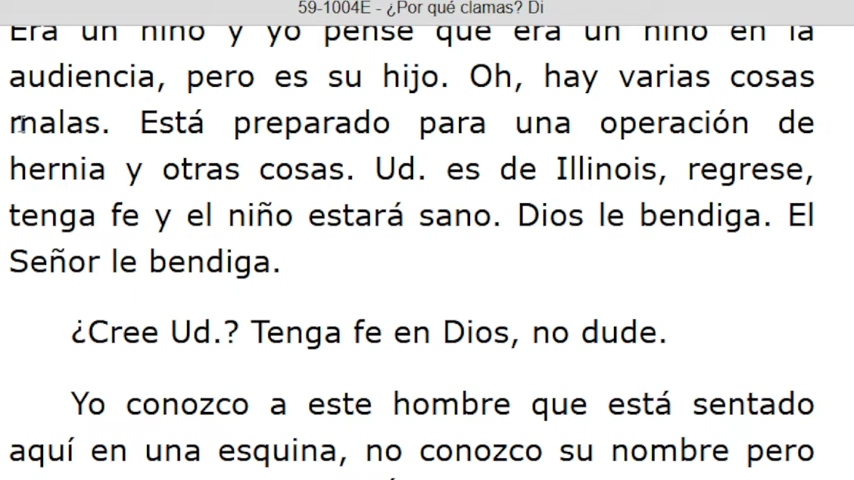 59-1004E - ¿Por qué clamas? Di
Era un niño y yo pensé que era un niño en la
audiencia, pero es su hijo. Oh, hay varias cosas
malas. Está preparado para una operación de
hernia y otras cosas. Ud. es de Illinois, regrese,
tenga fe y el niño estará sano. Dios le bendiga. El
Señor le bendiga.
¿Cree Ud.? Tenga fe en Dios, no dude.
Yo conozco a este hombre que está sentado
aquí en una esquina, no conozco su nombre pero